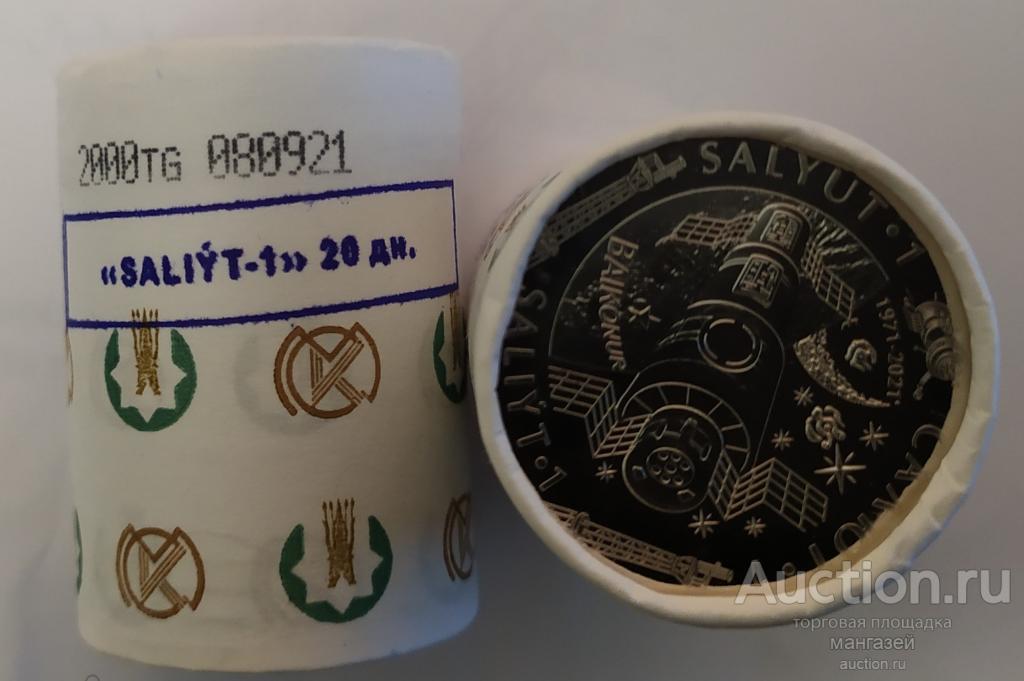 2000TG 080921
«SALIÝT-1» 20 дн.
SALYUT·1
SALIÝT·1
BAIKONUR
1971-2021
Auction.ru
торговая площадка
мангазей
auction.ru